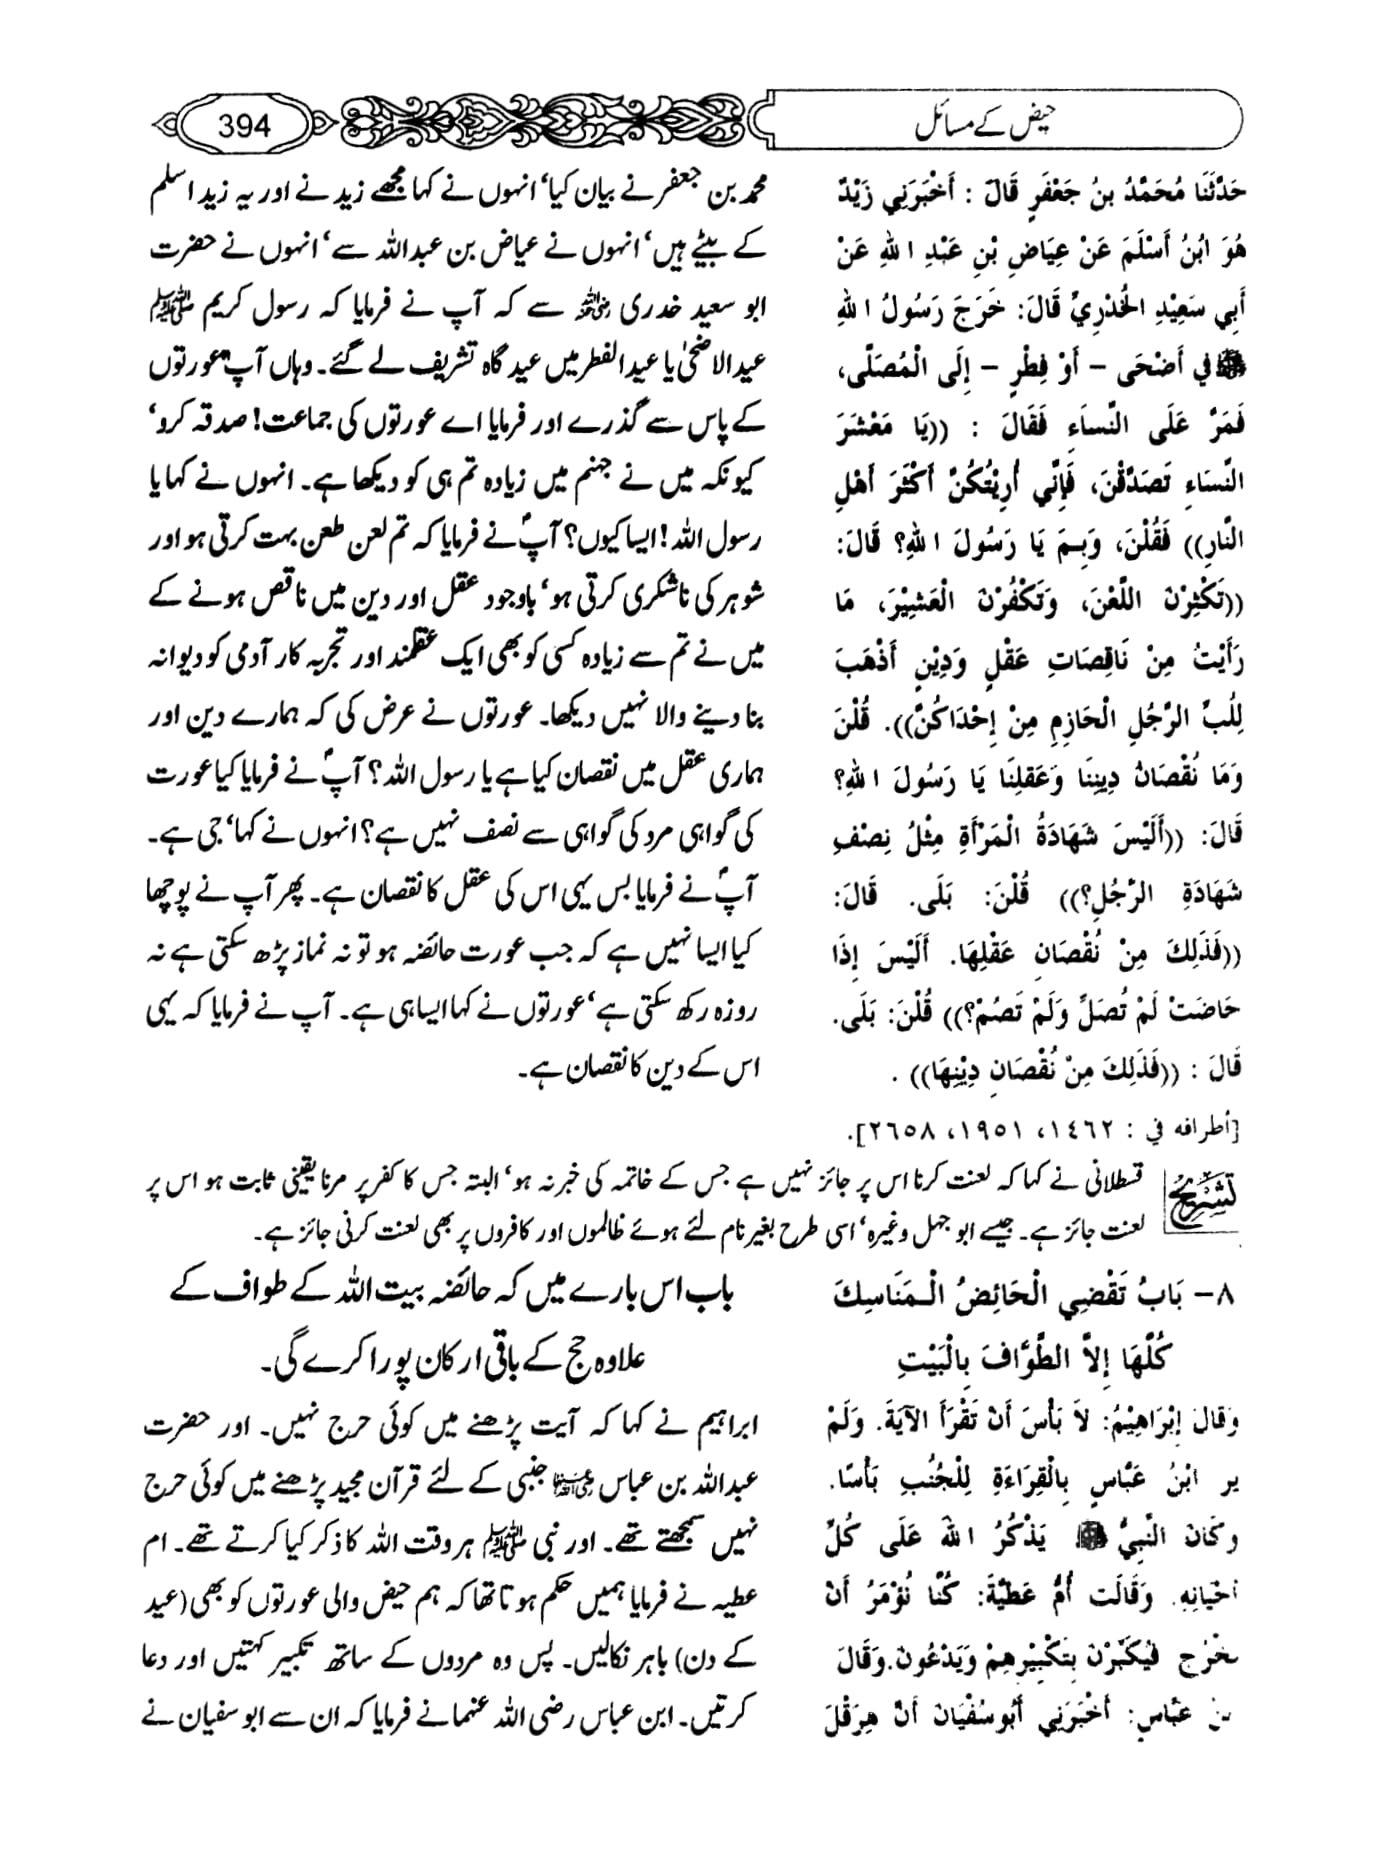 حیض کے مسائل
394
حَدَّثَنَا مُحَمَّدُ بنُ جَعْفَرٍ قَالَ : أَخْبَرَنِي زَيْدٌ
هُوَ ابْنُ أَسْلَمَ عَنْ عِيَاضِ بْنِ عَبْدِ اللهِ عَنْ
أَبِي سَعِيْدٍ الْخُدْرِيِّ قَالَ: خَرَجَ رَسُولُ اللهِ
ﷺ في أَضْحَى – أَوْ فِطْرٍ – إِلَى الْمُصَلَّى،
فَمَرَّ عَلَى النِّسَاءِ فَقَالَ : ((يَا مَعْشَرَ
النِّسَاءِ تَصَدَّقْنَ، فَإِنِّي أُرِيْتُكُنَّ أَكْثَرَ أَهْلِ
النَّارِ)) فَقُلْنَ، وَبِمَ يَا رَسُولَ اللهِ؟ قَالَ:
((تُكْثِرْنَ اللَّعْنَ، وَتَكْفُرْنَ الْعَشِيْرَ، مَا
رَأَيْتُ مِنْ نَاقِصَاتِ عَقْلٍ وَدِيْنٍ أَذْهَبَ
لِلُبِّ الرَّجُلِ الْحَازِمِ مِنْ إِحْدَاكُنَّ)). قُلْنَ
وَمَا نُقْصَانُ دِيْنِنَا وَعَقْلِنَا يَا رَسُولَ اللهِ؟
قَالَ: ((أَلَيْسَ شَهَادَةُ الْمَرْأَةِ مِثْلُ نِصْفِ
شَهَادَةِ الرَّجُلِ؟)) قُلْنَ: بَلَى. قَالَ:
((فَذَلِكَ مِنْ نُقْصَانِ عَقْلِهَا. أَلَيْسَ إِذَا
حَاضَتْ لَمْ تُصَلِّ وَلَمْ تَصُمْ؟)) قُلْنَ: بَلَى.
قَالَ : ((فَذَلِكَ مِنْ نُقْصَانِ دِيْنِهَا)) .
[أطرافه في : ١٤٦٢، ١٩٥١، ٢٦٥٨].
محمد بن جعفر نے بیان کیا‘ انہوں نے کہا مجھے زید نے اور یہ زید اسلم
کے بیٹے ہیں‘ انہوں نے عیاض بن عبداللہ سے‘ انہوں نے حضرت
ابو سعید خدری رضی اللہ عنہ سے کہ آپ نے فرمایا کہ رسول کریم ﷺ
عیدالاضحیٰ یا عیدالفطر میں عید گاہ تشریف لے گئے۔ وہاں آپ عورتوں
کے پاس سے گذرے اور فرمایا اے عورتوں کی جماعت! صدقہ کرو‘
کیونکہ میں نے جہنم میں زیادہ تم ہی کو دیکھا ہے۔ انہوں نے کہا یا
رسول اللہ! ایسا کیوں؟ آپؐ نے فرمایا کہ تم لعن طعن بہت کرتی ہو اور
شوہر کی ناشکری کرتی ہو‘ باوجود عقل اور دین میں ناقص ہونے کے
میں نے تم سے زیادہ کسی کو بھی ایک عقلمند اور تجربہ کار آدمی کو دیوانہ
بنا دینے والا نہیں دیکھا۔ عورتوں نے عرض کی کہ ہمارے دین اور
ہماری عقل میں نقصان کیا ہے یا رسول اللہ؟ آپؐ نے فرمایا کیا عورت
کی گواہی مرد کی گواہی سے نصف نہیں ہے؟ انہوں نے کہا‘ جی ہے۔
آپؐ نے فرمایا بس یہی اس کی عقل کا نقصان ہے۔ پھر آپ نے پوچھا
کیا ایسا نہیں ہے کہ جب عورت حائضہ ہو تو نہ نماز پڑھ سکتی ہے نہ
روزہ رکھ سکتی ہے‘ عورتوں نے کہا ایسا ہی ہے۔ آپ نے فرمایا کہ یہی
اس کے دین کا نقصان ہے۔
تشریح
قسطلانی نے کہا کہ لعنت کرنا اس پر جائز نہیں ہے جس کے خاتمہ کی خبر نہ ہو‘ البتہ جس کا کفر پر مرنا یقینی ثابت ہو اس پر
لعنت جائز ہے۔ جیسے ابو جہل وغیرہ‘ اسی طرح بغیر نام لئے ہوئے ظالموں اور کافروں پر بھی لعنت کرنی جائز ہے۔
٨– بَابُ تَقْضِي الْحَائِضُ الْمَنَاسِكَ
كُلَّهَا إِلاَّ الطَّوَافَ بِالْبَيْتِ
وَقَالَ إِبْرَاهِيْمُ: لاَ بَأْسَ أَنْ تَقْرَأَ الآيَةَ. وَلَمْ
ير ابْنُ عَبَّاسٍ بِالْقِرَاءَةِ لِلْجُنُبِ بَأْسًا.
وَكَانَ النَّبِيُّ ﷺ يَذْكُرُ اللهَ عَلَى كُلِّ
أحْيَانِهِ. وَقَالَت أُمُّ عَطِيَّةَ: كُنَّا نُؤْمَرُ أَنْ
يَخْرُج فَيُكَبِّرْنَ بِتَكْبِيْرِهِمْ وَيَدْعُونَ. وَقَالَ
بن عَبَّاسٍ: أَخْبَرَنِي أَبُو سُفْيَانَ أَنَّ هِرَقْلَ
باب اس بارے میں کہ حائضہ بیت اللہ کے طواف کے
علاوہ حج کے باقی ارکان پورا کرے گی۔
ابراہیم نے کہا کہ آیت پڑھنے میں کوئی حرج نہیں۔ اور حضرت
عبداللہ بن عباس رضی اللہ عنہما جنبی کے لئے قرآن مجید پڑھنے میں کوئی حرج
نہیں سمجھتے تھے۔ اور نبی ﷺ ہر وقت اللہ کا ذکر کیا کرتے تھے۔ ام
عطیہ نے فرمایا ہمیں حکم ہوتا تھا کہ ہم حیض والی عورتوں کو بھی (عید
کے دن) باہر نکالیں۔ پس وہ مردوں کے ساتھ تکبیر کہتیں اور دعا
کرتیں۔ ابن عباس رضی اللہ عنہما نے فرمایا کہ ان سے ابو سفیان نے